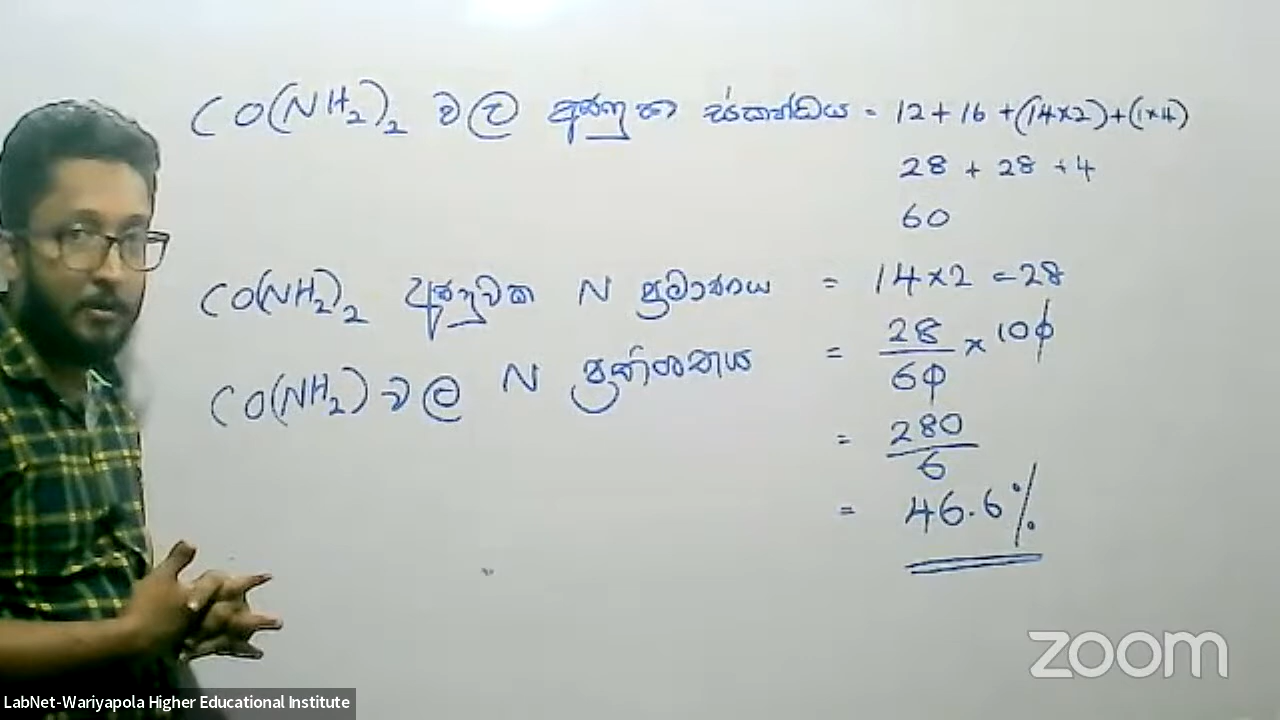 CO(NH₂)₂ වල අණුක ස්කන්ධය = 12 + 16 + (14×2) + (1×4)
28 + 28 + 4
60
CO(NH₂)₂ අණුවක N ප්‍රමාණය = 14×2 = 28
CO(NH₂) වල N ප්‍රතිශතය = 28/60 × 100
= 280/6
= 46.6%
zoom
LabNet-Wariyapola Higher Educational Institute